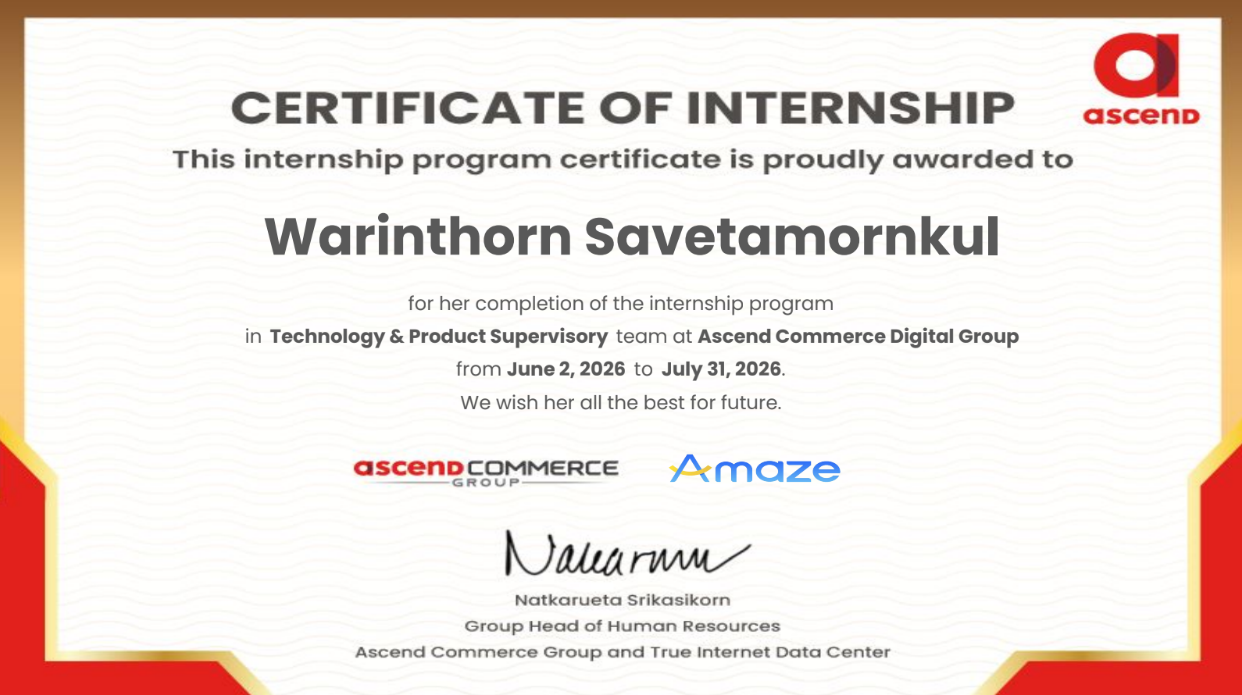 ascend
CERTIFICATE OF INTERNSHIP
This internship program certificate is proudly awarded to
Warinthorn Savetamornkul
for her completion of the internship program
in Technology & Product Supervisory team at Ascend Commerce Digital Group
from June 2, 2026 to July 31, 2026.
We wish her all the best for future.
ascend COMMERCE
GROUP
Amaze
Natkarueta Srikasikorn
Group Head of Human Resources
Ascend Commerce Group and True Internet Data Center